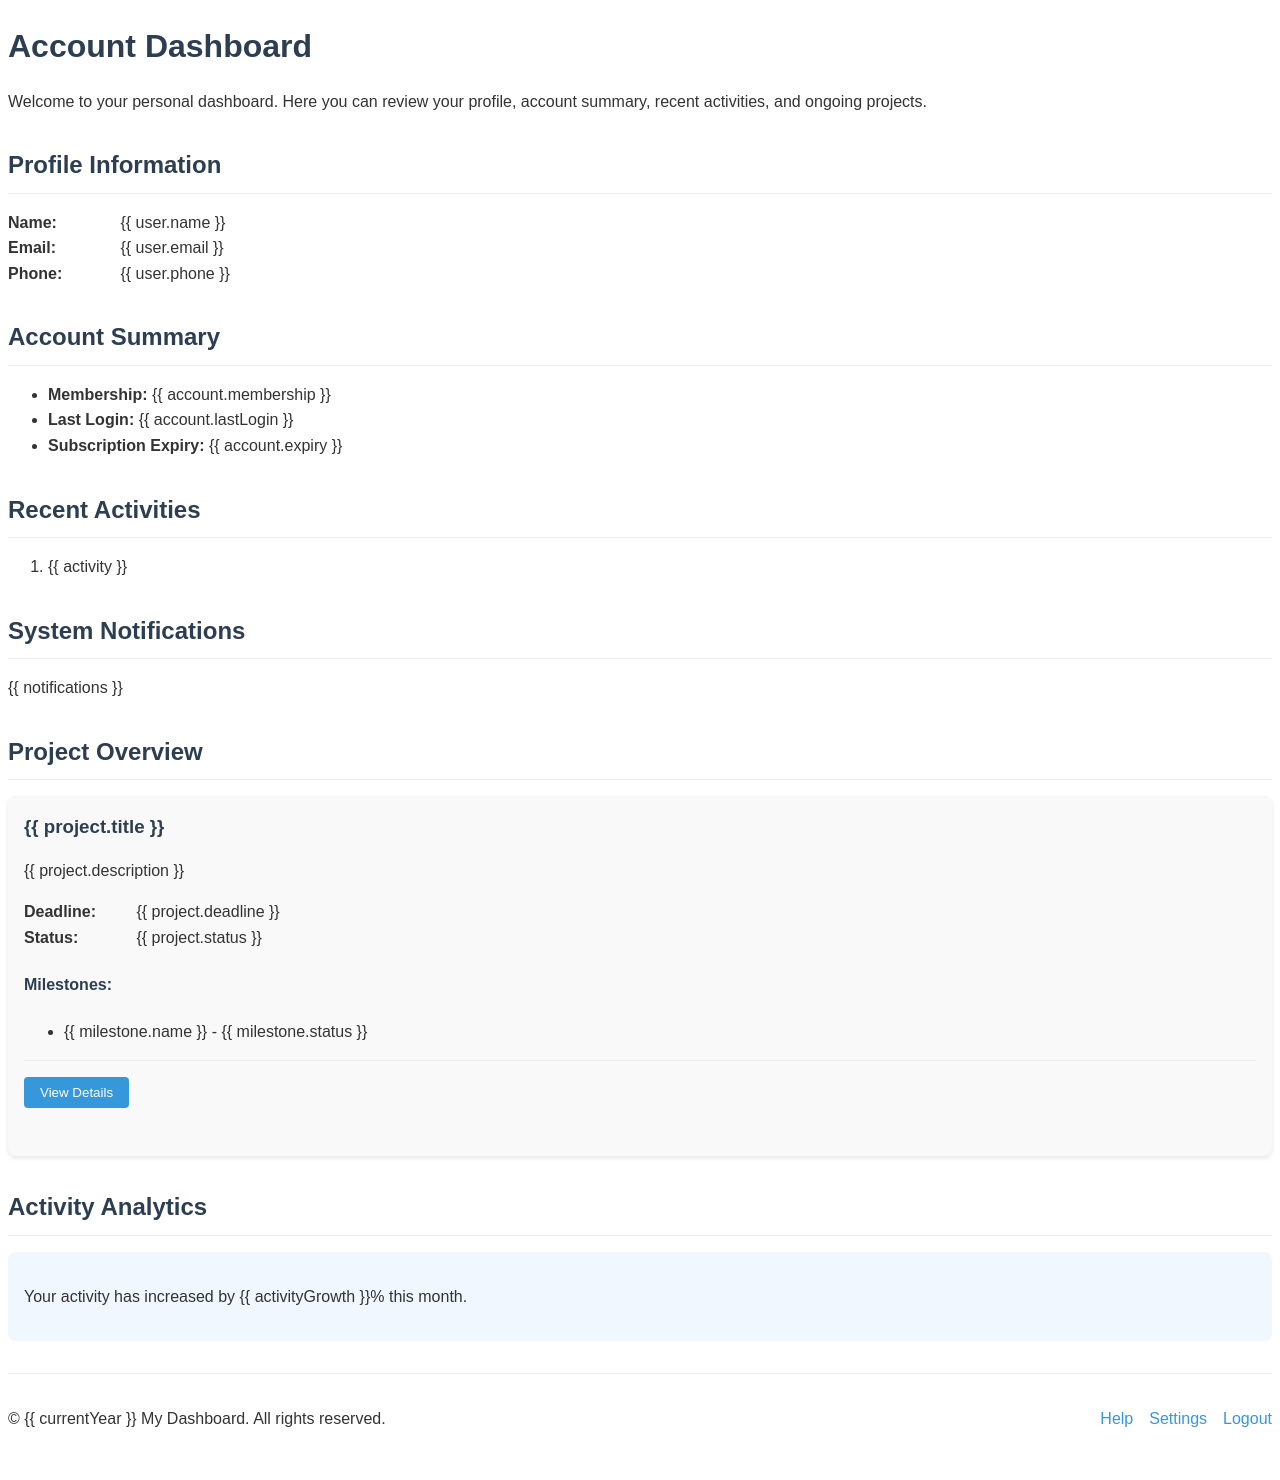 Account Dashboard
Welcome to your personal dashboard. Here you can review your profile, account summary, recent activities, and ongoing projects.
Profile Information
Name: {{ user.name }}
Email: {{ user.email }}
Phone: {{ user.phone }}
Account Summary
• Membership: {{ account.membership }}
• Last Login: {{ account.lastLogin }}
• Subscription Expiry: {{ account.expiry }}
Recent Activities
1. {{ activity }}
System Notifications
{{ notifications }}
Project Overview
{{ project.title }}
{{ project.description }}
Deadline: {{ project.deadline }}
Status: {{ project.status }}
Milestones:
• {{ milestone.name }} - {{ milestone.status }}
View Details
Activity Analytics
Your activity has increased by {{ activityGrowth }}% this month.
© {{ currentYear }} My Dashboard. All rights reserved. Help Settings Logout